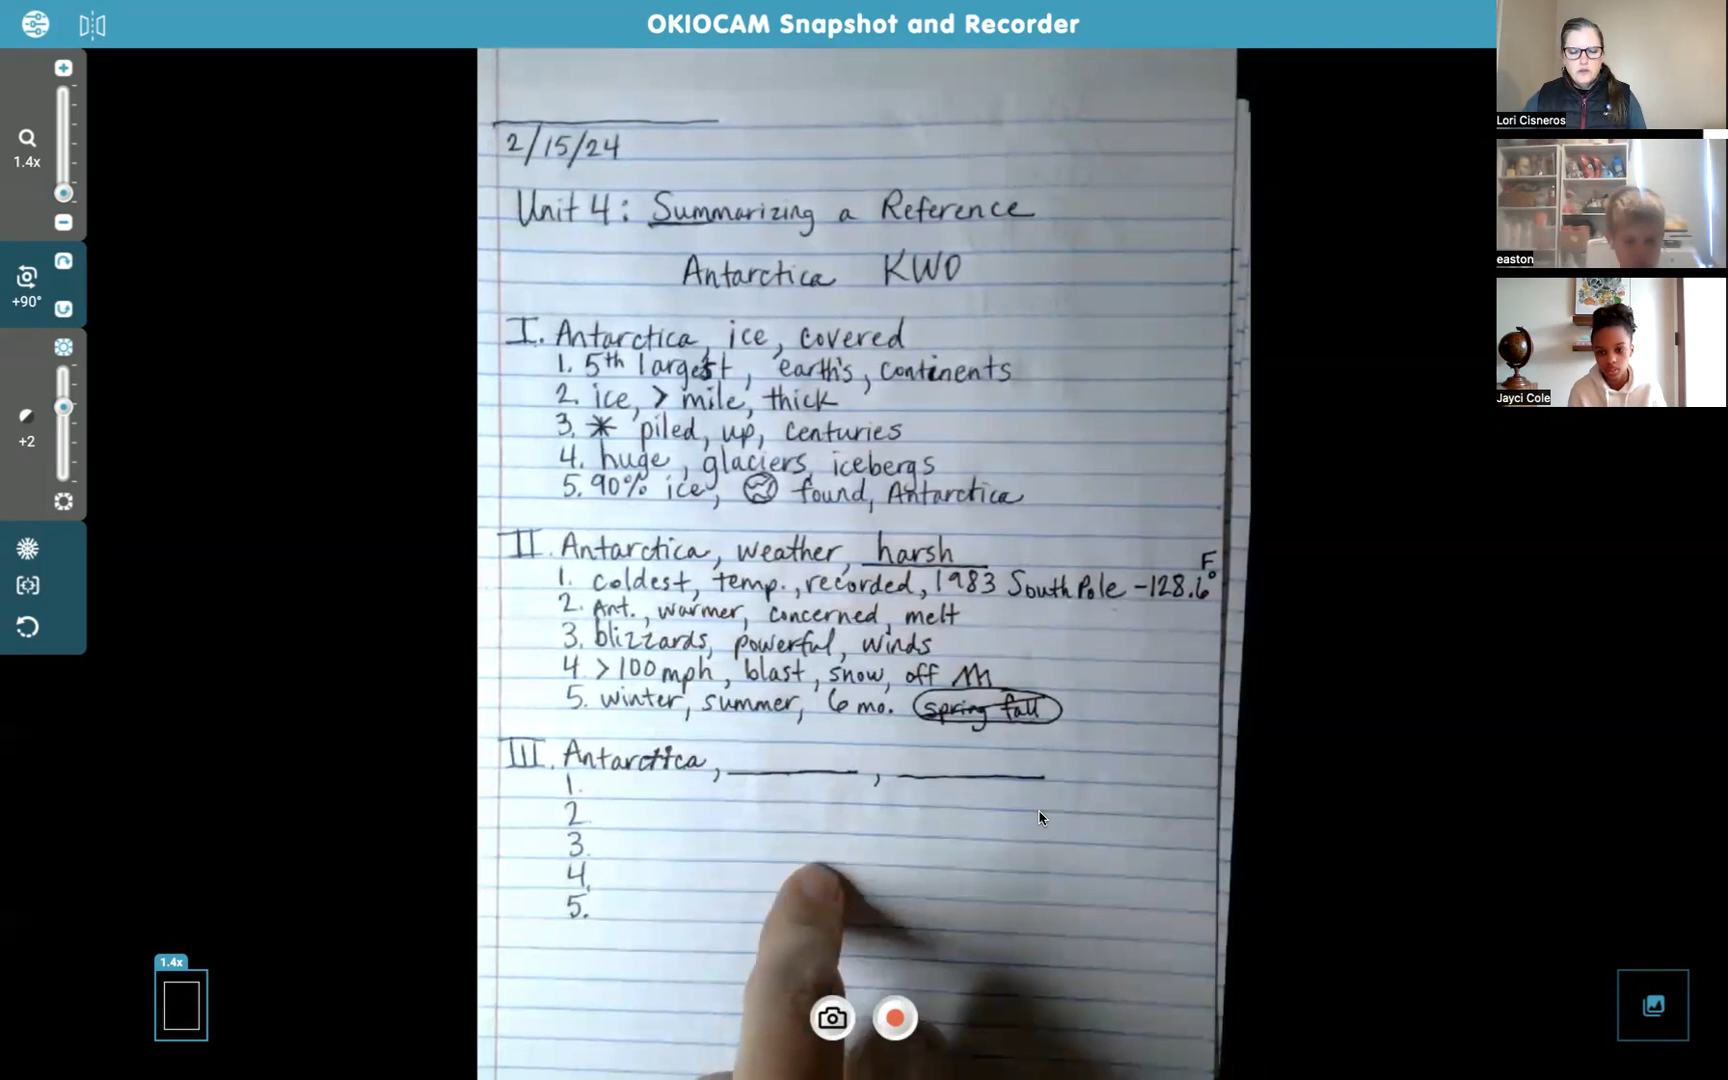 OKIOCAM Snapshot and Recorder
1.4x
+90°
+2
1.4x
2/15/24
Unit 4: Summarizing a Reference
Antarctica KWO
I. Antarctica, ice, covered
1. 5th largest, earth's, continents
2. ice, > mile, thick
3. * piled, up, centuries
4. huge, glaciers, icebergs
5. 90% ice, found, Antarctica
II. Antarctica, weather, harsh
1. coldest, temp., recorded, 1983 South Pole -128.6° F
2. Ant., warmer, concerned, melt
3. blizzards, powerful, winds
4. >100 mph, blast, snow, off
5. winter, summer, 6 mo. spring fall
III. Antarctica, ______, ______
1.
2.
3.
4.
5.
Lori Cisneros
easton
Jayci Cole